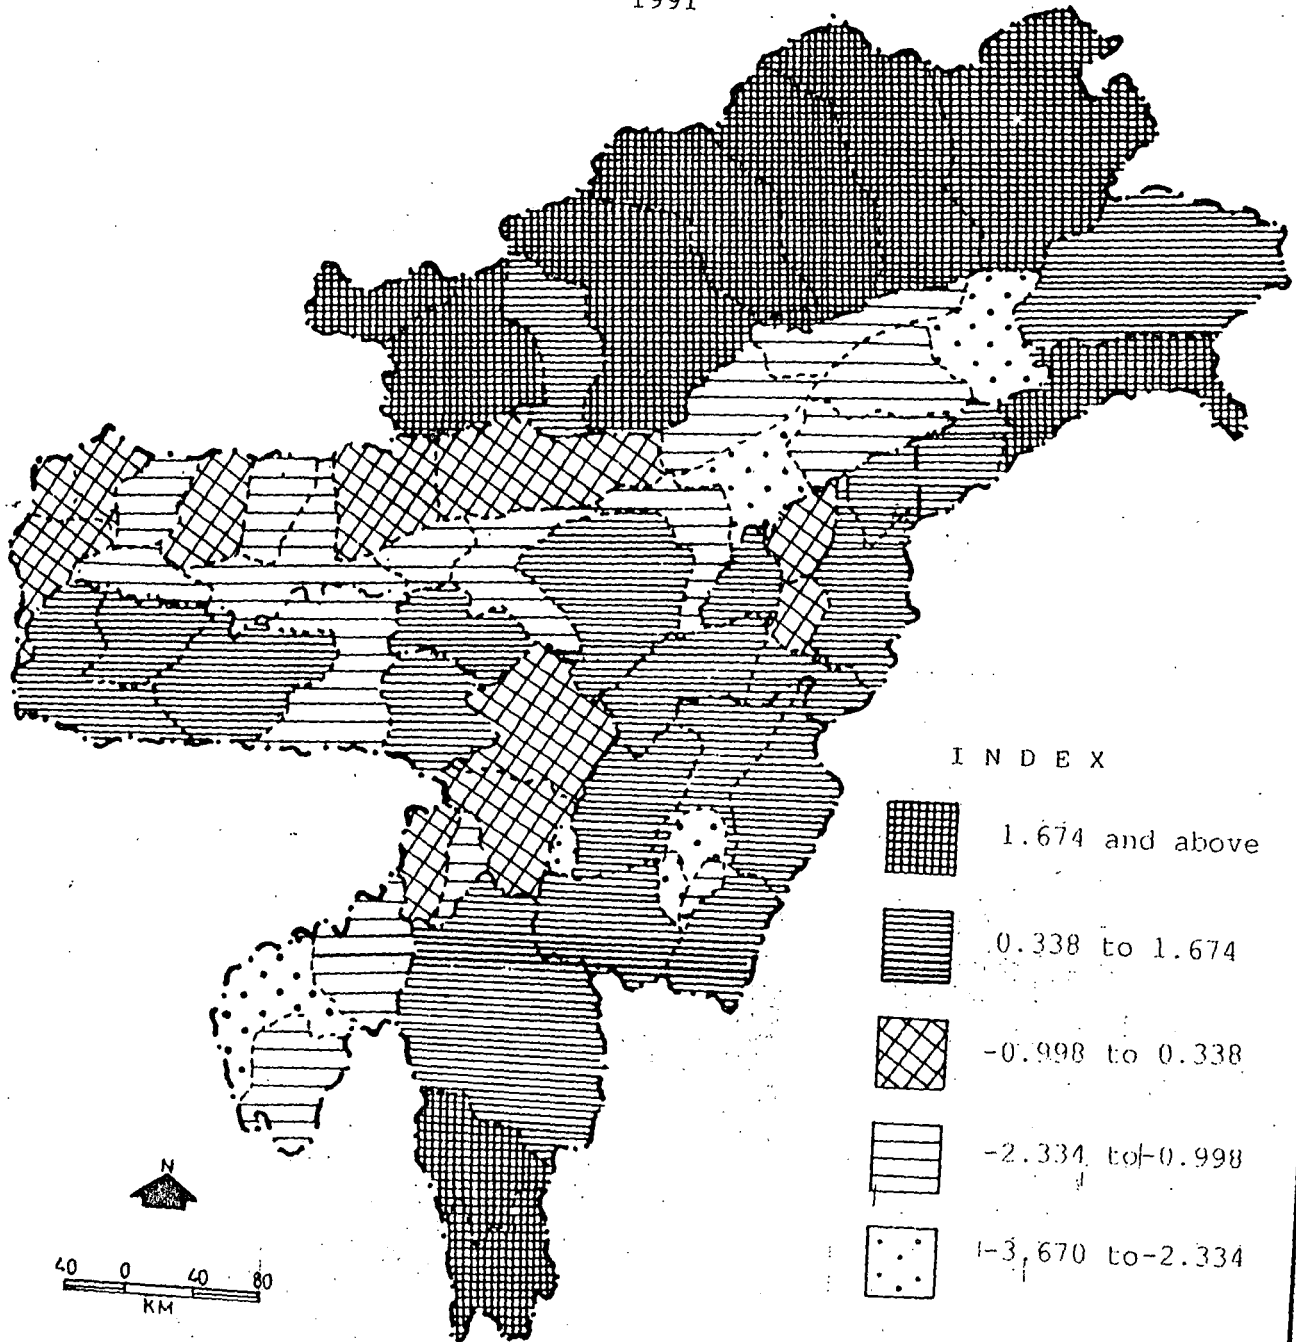 1991
I N D E X
1.674 and above
0.338 to 1.674
-0.998 to 0.338
-2.334 to -0.998
-3.670 to -2.334
N
40 0 40 80
KM